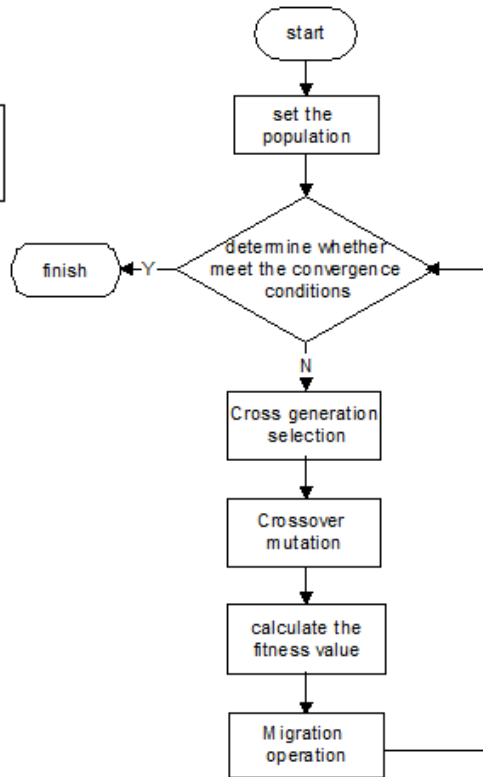 start
set the
population
determine whether
meet the convergence
conditions
Y
finish
N
Cross generation
selection
Crossover
mutation
calculate the
fitness value
Migration
operation